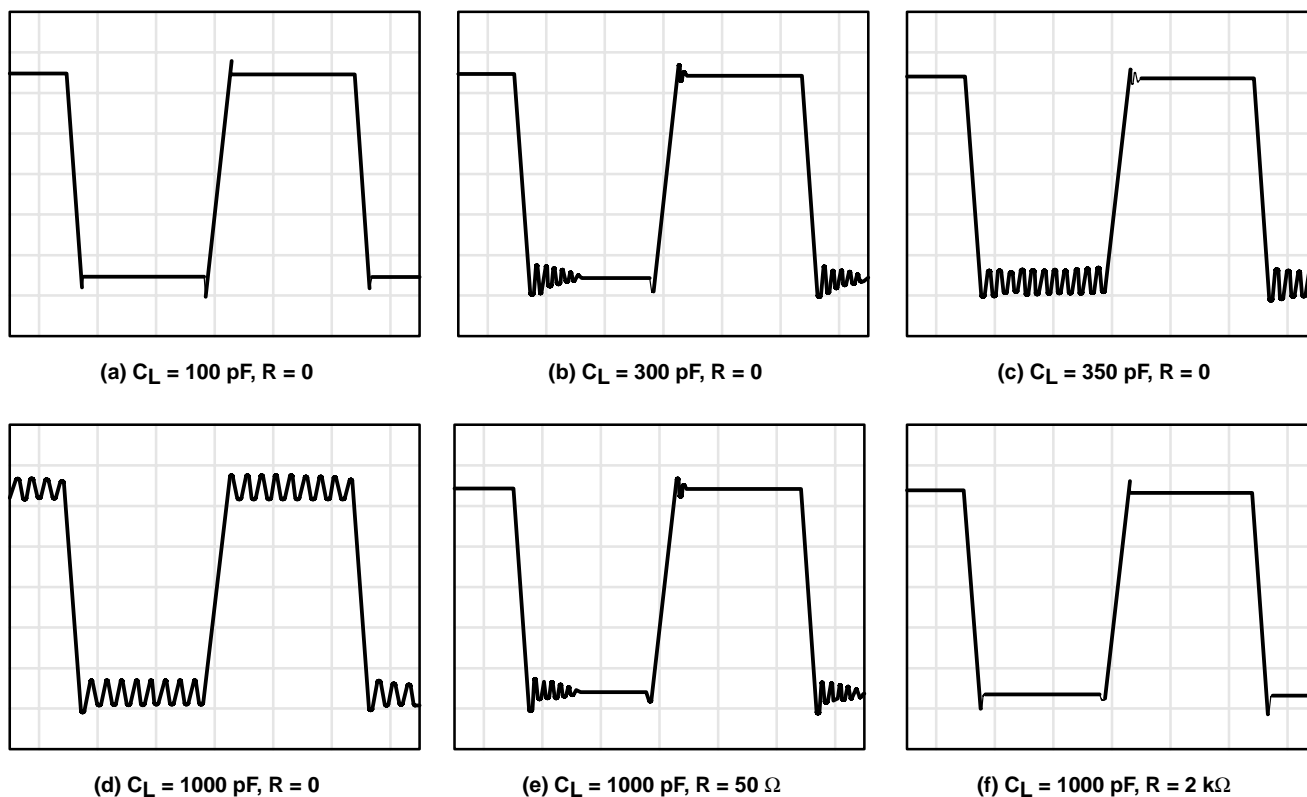 (a) CL = 100 pF, R = 0
(b) CL = 300 pF, R = 0
(c) CL = 350 pF, R = 0
(d) CL = 1000 pF, R = 0
(e) CL = 1000 pF, R = 50 Ω
(f) CL = 1000 pF, R = 2 kΩ